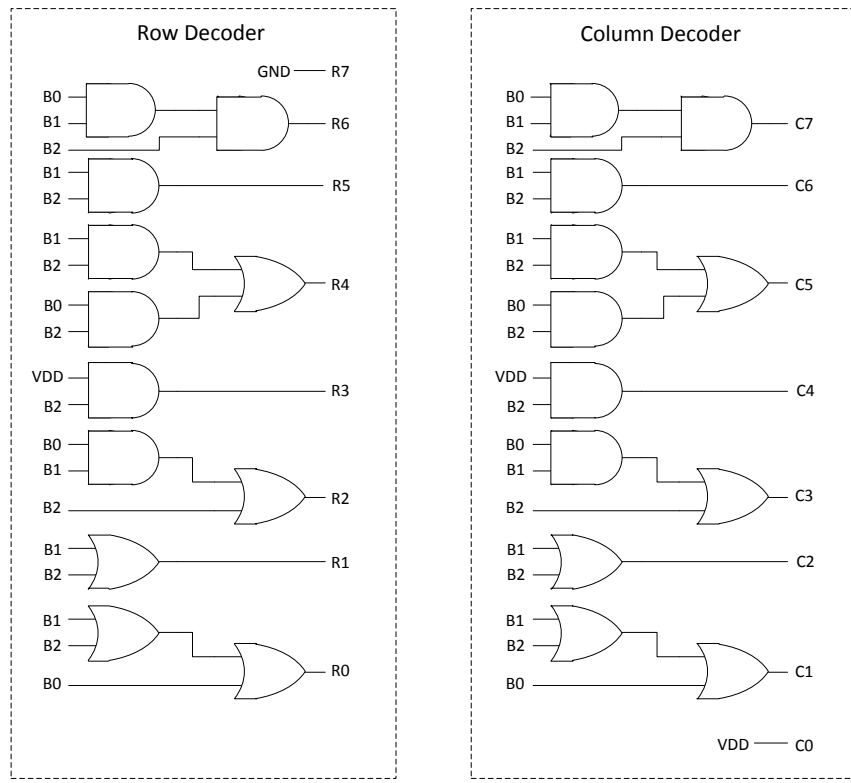 Row Decoder
GND R7
B0
B1 R6
B2
B1
B2 R5
B1
B2 R4
B0
B2
VDD R3
B2
B0
B1 R2
B2
B1 R1
B2
B1
B2 R0
B0
Column Decoder
B0
B1 C7
B2
B1
B2 C6
B1
B2 C5
B0
B2
VDD C4
B2
B0
B1 C3
B2
B1 C2
B2
B1
B2 C1
B0
VDD C0